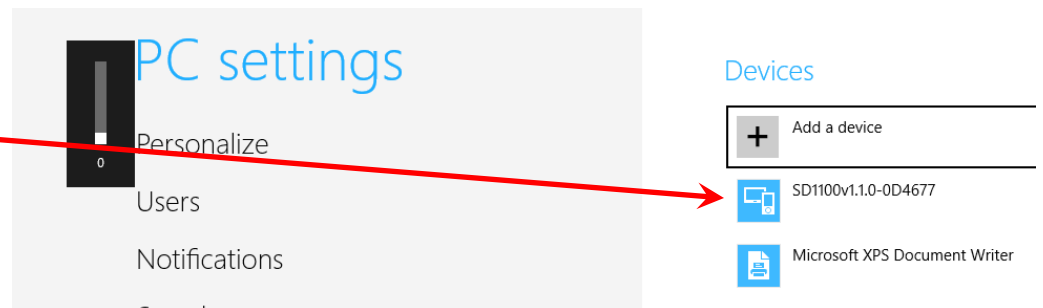 PC settings
0
Personalize
Users
Notifications
Devices
Add a device
SD1100v1.1.0-0D4677
Microsoft XPS Document Writer